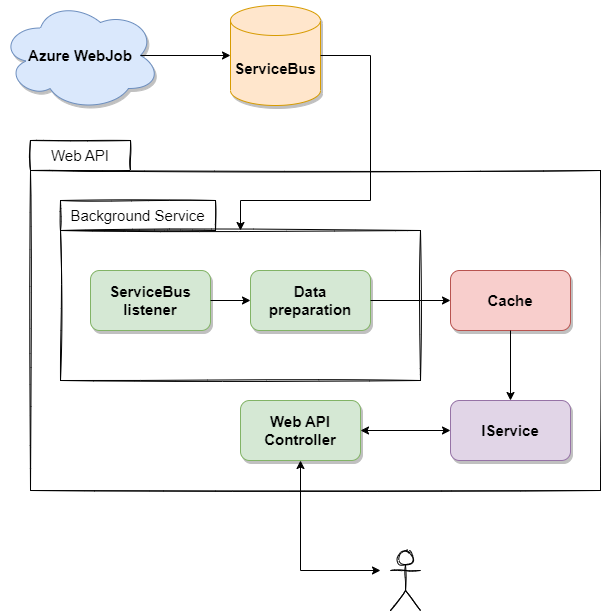 Azure WebJob
ServiceBus
Web API
Background Service
ServiceBus
listener
Data
preparation
Cache
Web API
Controller
IService